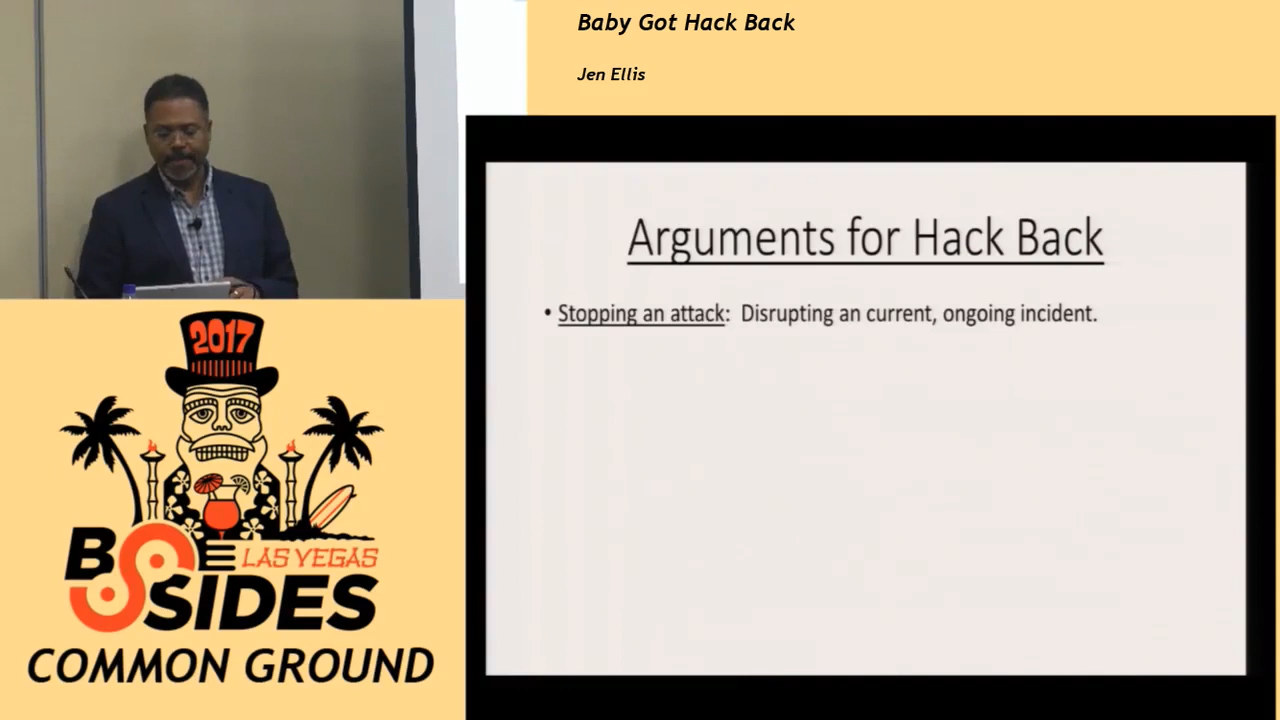 Baby Got Hack Back
Jen Ellis
Arguments for Hack Back
• Stopping an attack: Disrupting an current, ongoing incident.
2017
BSIDES
LAS VEGAS
COMMON GROUND